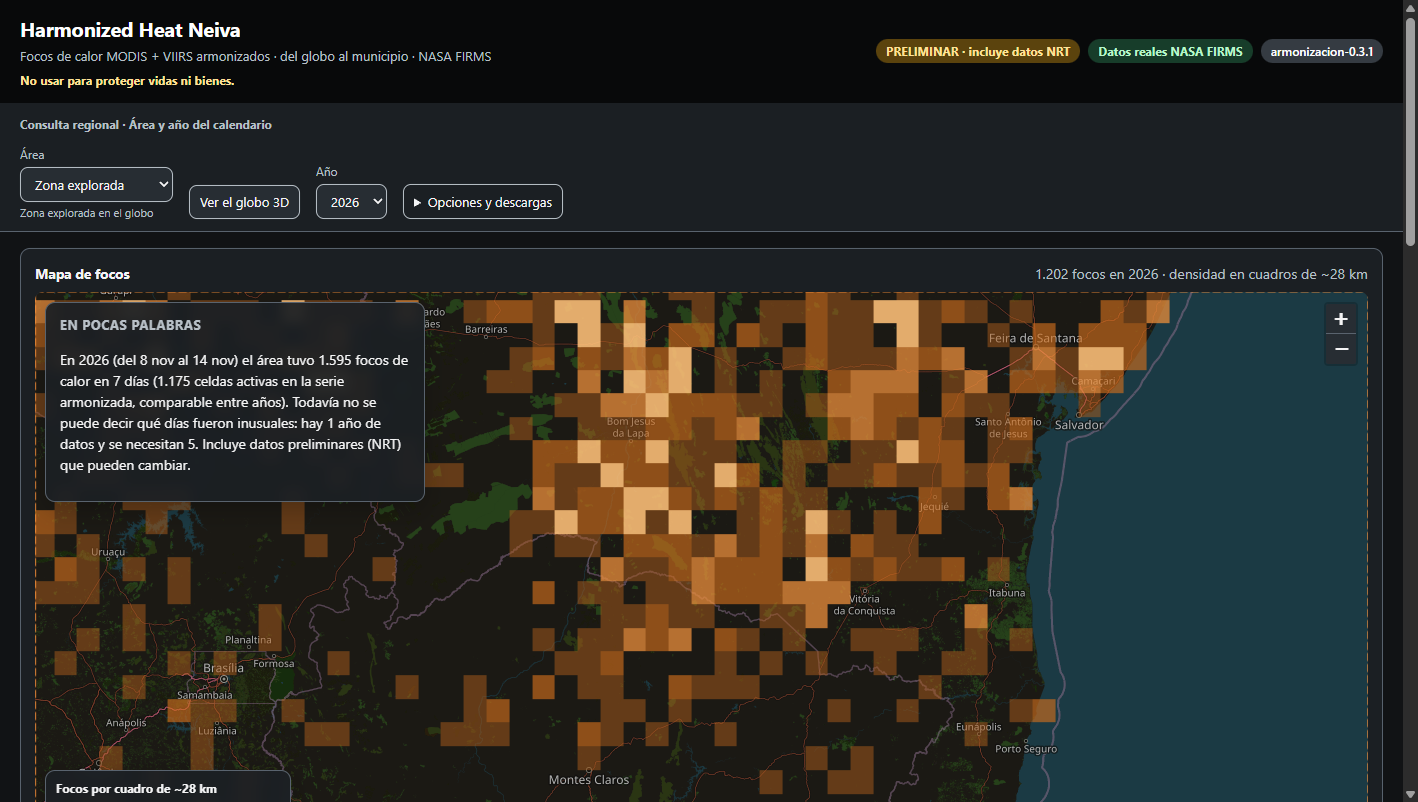 Harmonized Heat Neiva
Focos de calor MODIS + VIIRS armonizados · del globo al municipio · NASA FIRMS
No usar para proteger vidas ni bienes.
PRELIMINAR · incluye datos NRT
Datos reales NASA FIRMS
armonizacion-0.3.1
Consulta regional · Área y año del calendario
Área
Zona explorada
Zona explorada en el globo
Ver el globo 3D
Año
2026
Opciones y descargas
Mapa de focos
1.202 focos en 2026 · densidad en cuadros de ~28 km
EN POCAS PALABRAS
En 2026 (del 8 nov al 14 nov) el área tuvo 1.595 focos de
calor en 7 días (1.175 celdas activas en la serie
armonizada, comparable entre años). Todavía no se
puede decir qué días fueron inusuales: hay 1 año de
datos y se necesitan 5. Incluye datos preliminares (NRT)
que pueden cambiar.
Barreiras
Feira de Santana
Camaçari
Bom Jesus
da Lapa
Santo Antônio
de Jesus
Salvador
Jequié
Uruaçu
Itabuna
Vitória
da Conquista
Planaltina
Brasília
Formosa
Samambaia
Anápolis
Luziânia
Eunápolis
Porto Seguro
Montes Claros
Focos por cuadro de ~28 km
+
−